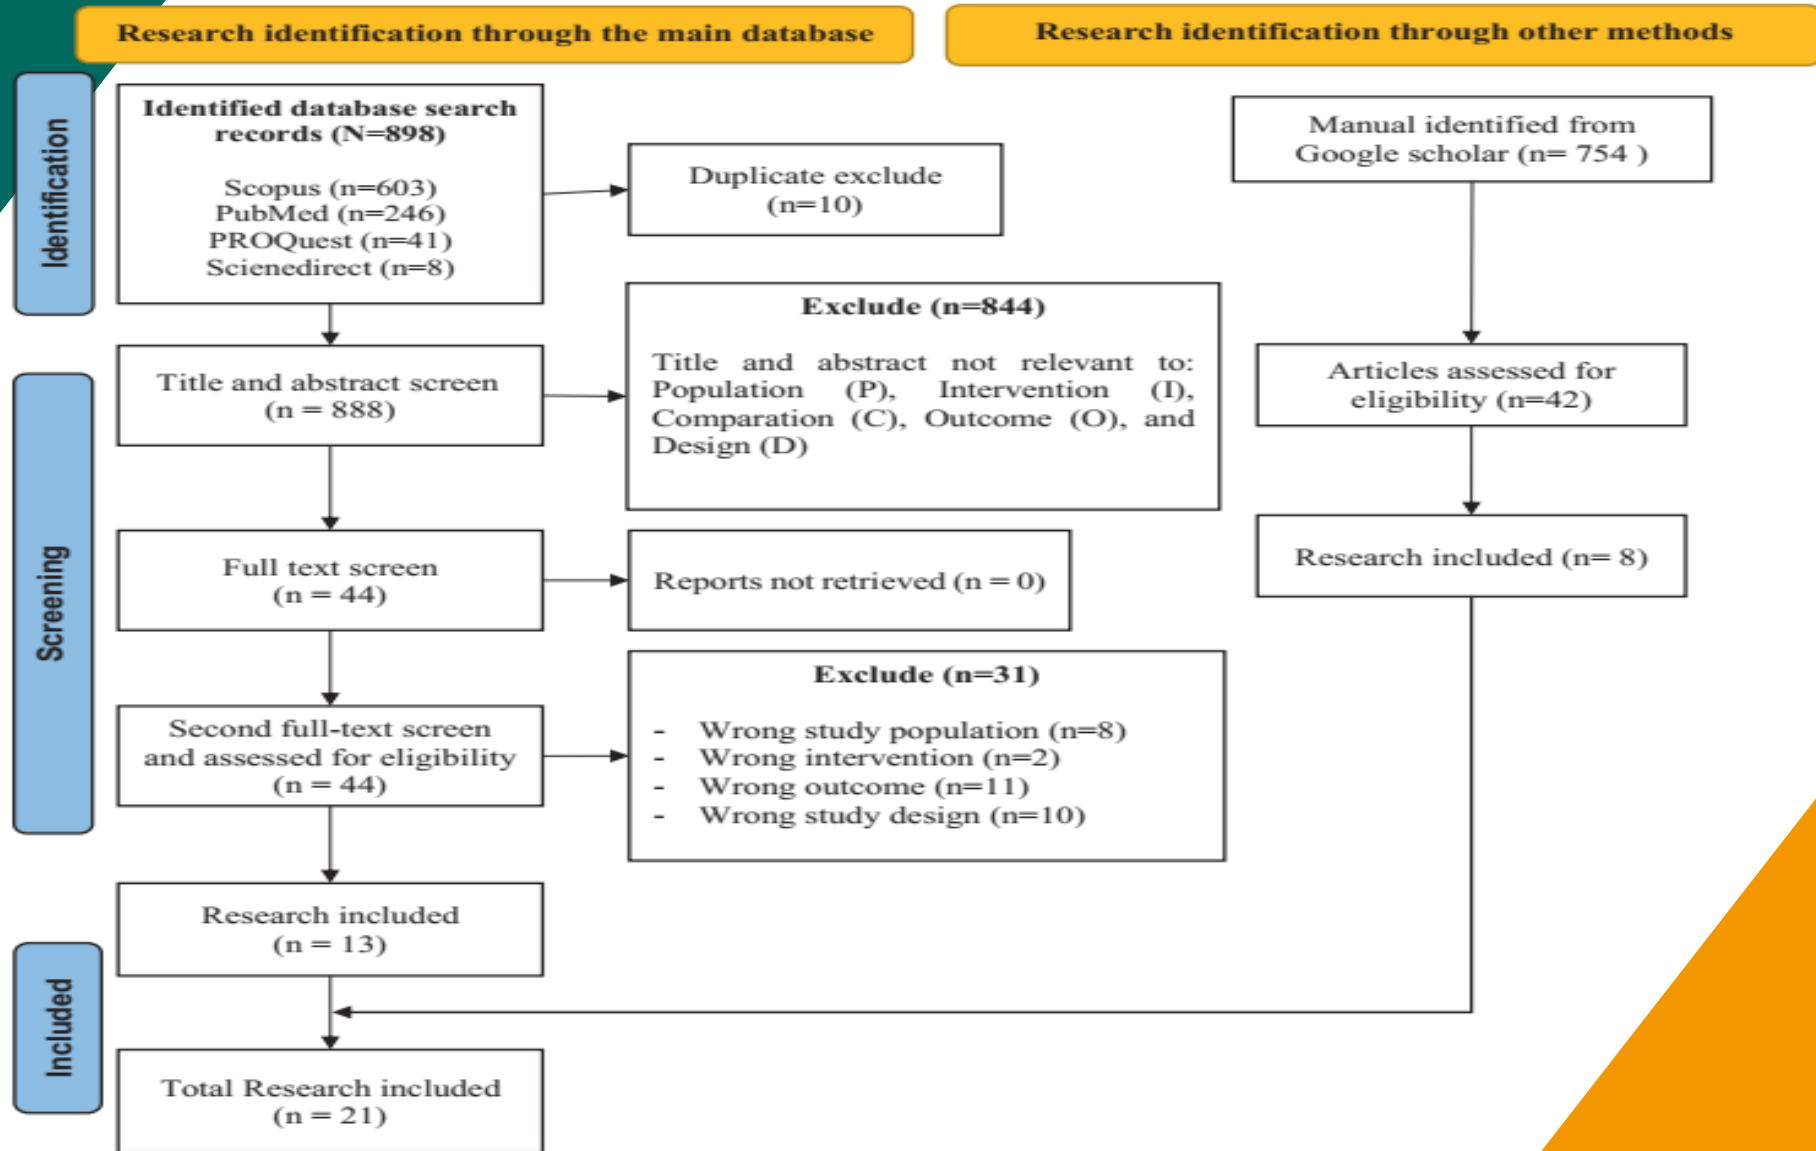 Research identification through the main database
Research identification through other methods
Identification
Identified database search
records (N=898)
Scopus (n=603)
PubMed (n=246)
PROQuest (n=41)
Scienedirect (n=8)
Duplicate exclude
(n=10)
Manual identified from
Google scholar (n= 754 )
Screening
Title and abstract screen
(n = 888)
Exclude (n=844)
Title and abstract not relevant to:
Population (P), Intervention (I),
Comparation (C), Outcome (O), and
Design (D)
Articles assessed for
eligibility (n=42)
Full text screen
(n = 44)
Reports not retrieved (n = 0)
Research included (n= 8)
Second full-text screen
and assessed for eligibility
(n = 44)
Exclude (n=31)
- Wrong study population (n=8)
- Wrong intervention (n=2)
- Wrong outcome (n=11)
- Wrong study design (n=10)
Research included
(n = 13)
Included
Total Research included
(n = 21)